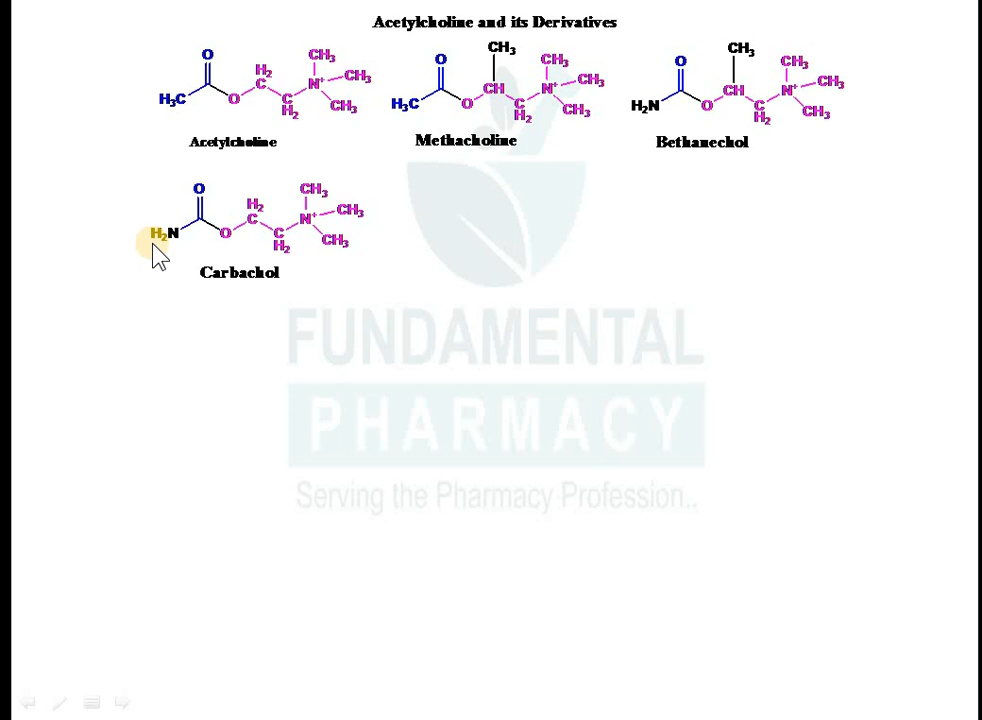 Acetylcholine and its Derivatives
O H₃C O H₂ C C H₂ N⁺ CH₃ CH₃ CH₃
Acetylcholine
O H₃C O CH₃ CH C H₂ N⁺ CH₃ CH₃ CH₃
Methacholine
O H₂N O CH₃ CH C H₂ N⁺ CH₃ CH₃ CH₃
Bethanechol
O H₂N O H₂ C C H₂ N⁺ CH₃ CH₃ CH₃
Carbachol
FUNDAMENTAL
PHARMACY
Serving the Pharmacy Profession..